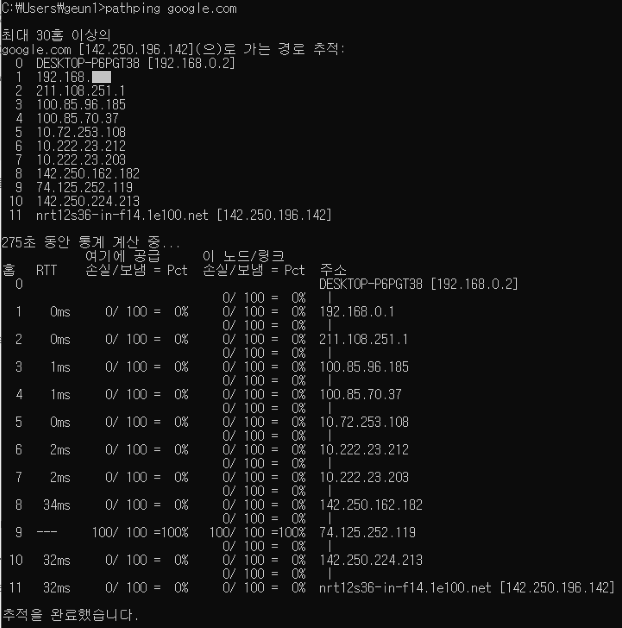 C:₩Users₩geun1>pathping google.com
최대 30홉 이상의
google.com [142.250.196.142](으)로 가는 경로 추적:
0 DESKTOP-P6PGT38 [192.168.0.2]
1 192.168.
2 211.108.251.1
3 100.85.96.185
4 100.85.70.37
5 10.72.253.108
6 10.222.23.212
7 10.222.23.203
8 142.250.162.182
9 74.125.252.119
10 142.250.224.213
11 nrt12s36-in-f14.1e100.net [142.250.196.142]
275초 동안 통계 계산 중...
여기에 공급 이 노드/링크
홉 RTT 손실/보냄 = Pct 손실/보냄 = Pct 주소
0 DESKTOP-P6PGT38 [192.168.0.2]
0/ 100 = 0% |
1 0ms 0/ 100 = 0% 0/ 100 = 0% 192.168.0.1
0/ 100 = 0% |
2 0ms 0/ 100 = 0% 0/ 100 = 0% 211.108.251.1
0/ 100 = 0% |
3 1ms 0/ 100 = 0% 0/ 100 = 0% 100.85.96.185
0/ 100 = 0% |
4 1ms 0/ 100 = 0% 0/ 100 = 0% 100.85.70.37
0/ 100 = 0% |
5 0ms 0/ 100 = 0% 0/ 100 = 0% 10.72.253.108
0/ 100 = 0% |
6 2ms 0/ 100 = 0% 0/ 100 = 0% 10.222.23.212
0/ 100 = 0% |
7 2ms 0/ 100 = 0% 0/ 100 = 0% 10.222.23.203
0/ 100 = 0% |
8 34ms 0/ 100 = 0% 0/ 100 = 0% 142.250.162.182
0/ 100 = 0% |
9 --- 100/ 100 =100% 100/ 100 =100% 74.125.252.119
0/ 100 = 0% |
10 32ms 0/ 100 = 0% 0/ 100 = 0% 142.250.224.213
0/ 100 = 0% |
11 32ms 0/ 100 = 0% 0/ 100 = 0% nrt12s36-in-f14.1e100.net [142.250.196.142]
추적을 완료했습니다.